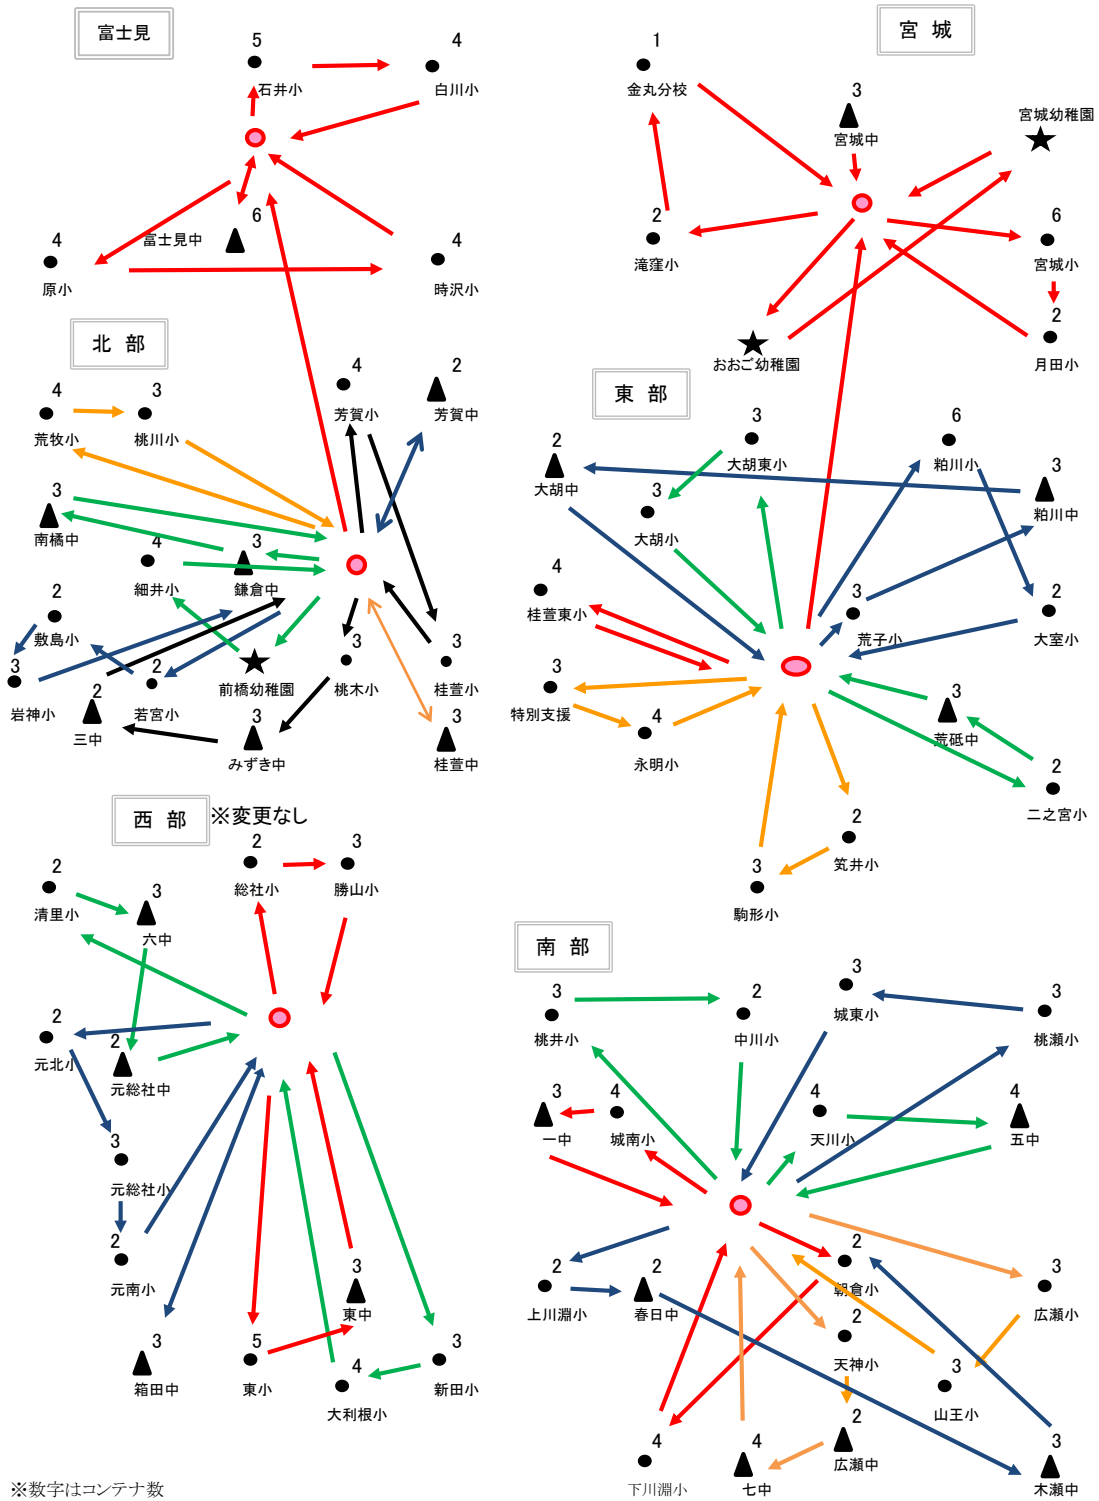 富士見
5
石井小
4
白川小
6
富士見中
4
原小
4
時沢小
宮 城
1
金丸分校
3
宮城中
宮城幼稚園
2
滝窪小
6
宮城小
2
月田小
おおご幼稚園
北 部
4
荒牧小
3
桃川小
4
芳賀小
2
芳賀中
3
南橘中
4
細井小
3
鎌倉中
2
敷島小
3
岩神小
2
三中
2
若宮小
前橋幼稚園
3
みずき中
3
桃木小
3
桂萱小
3
桂萱中
東 部
2
大胡中
3
大胡東小
3
大胡小
6
粕川小
3
粕川中
4
桂萱東小
3
荒子小
2
大室小
3
特別支援
4
永明小
3
荒砥中
2
二之宮小
2
筑井小
3
駒形小
西 部
※変更なし
2
清里小
3
六中
2
総社小
3
勝山小
2
元北小
2
元総社中
3
元総社小
2
元南小
3
箱田中
5
東小
3
東中
4
大利根小
3
新田小
南 部
3
桃井小
2
中川小
3
城東小
3
桃瀬小
3
一中
4
城南小
4
天川小
4
五中
2
上川淵小
2
春日中
2
朝倉小
3
広瀬小
2
天神小
3
山王小
4
下川淵小
4
七中
2
広瀬中
3
木瀬中
※数字はコンテナ数